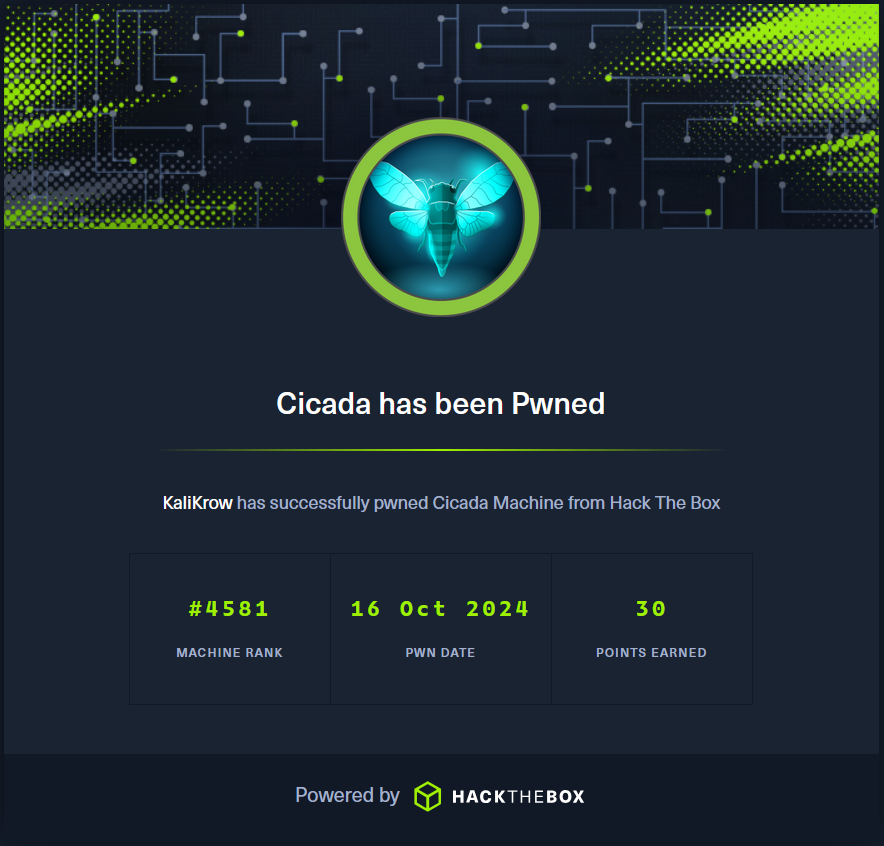 Cicada has been Pwned
KaliKrow has successfully pwned Cicada Machine from Hack The Box
#4581
MACHINE RANK
16 Oct 2024
PWN DATE
30
POINTS EARNED
Powered by HACKTHEBOX